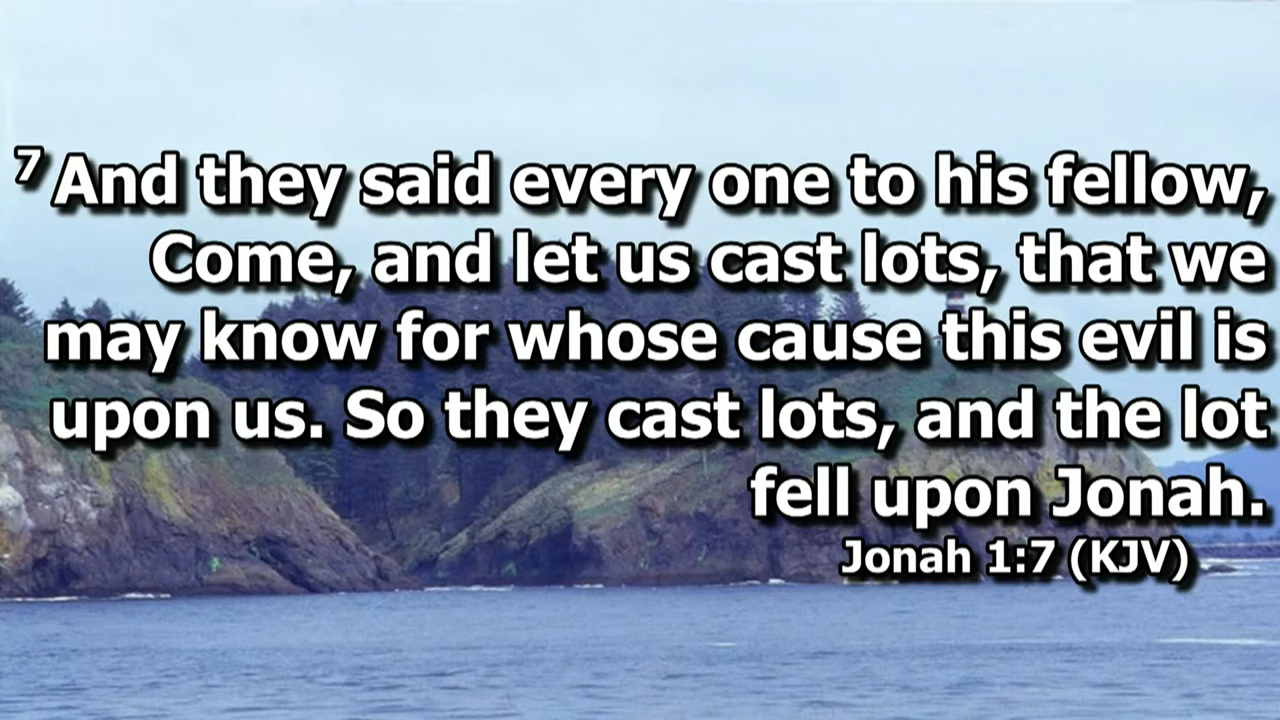 7 And they said every one to his fellow,
Come, and let us cast lots, that we
may know for whose cause this evil is
upon us. So they cast lots, and the lot
fell upon Jonah.
Jonah 1:7 (KJV)